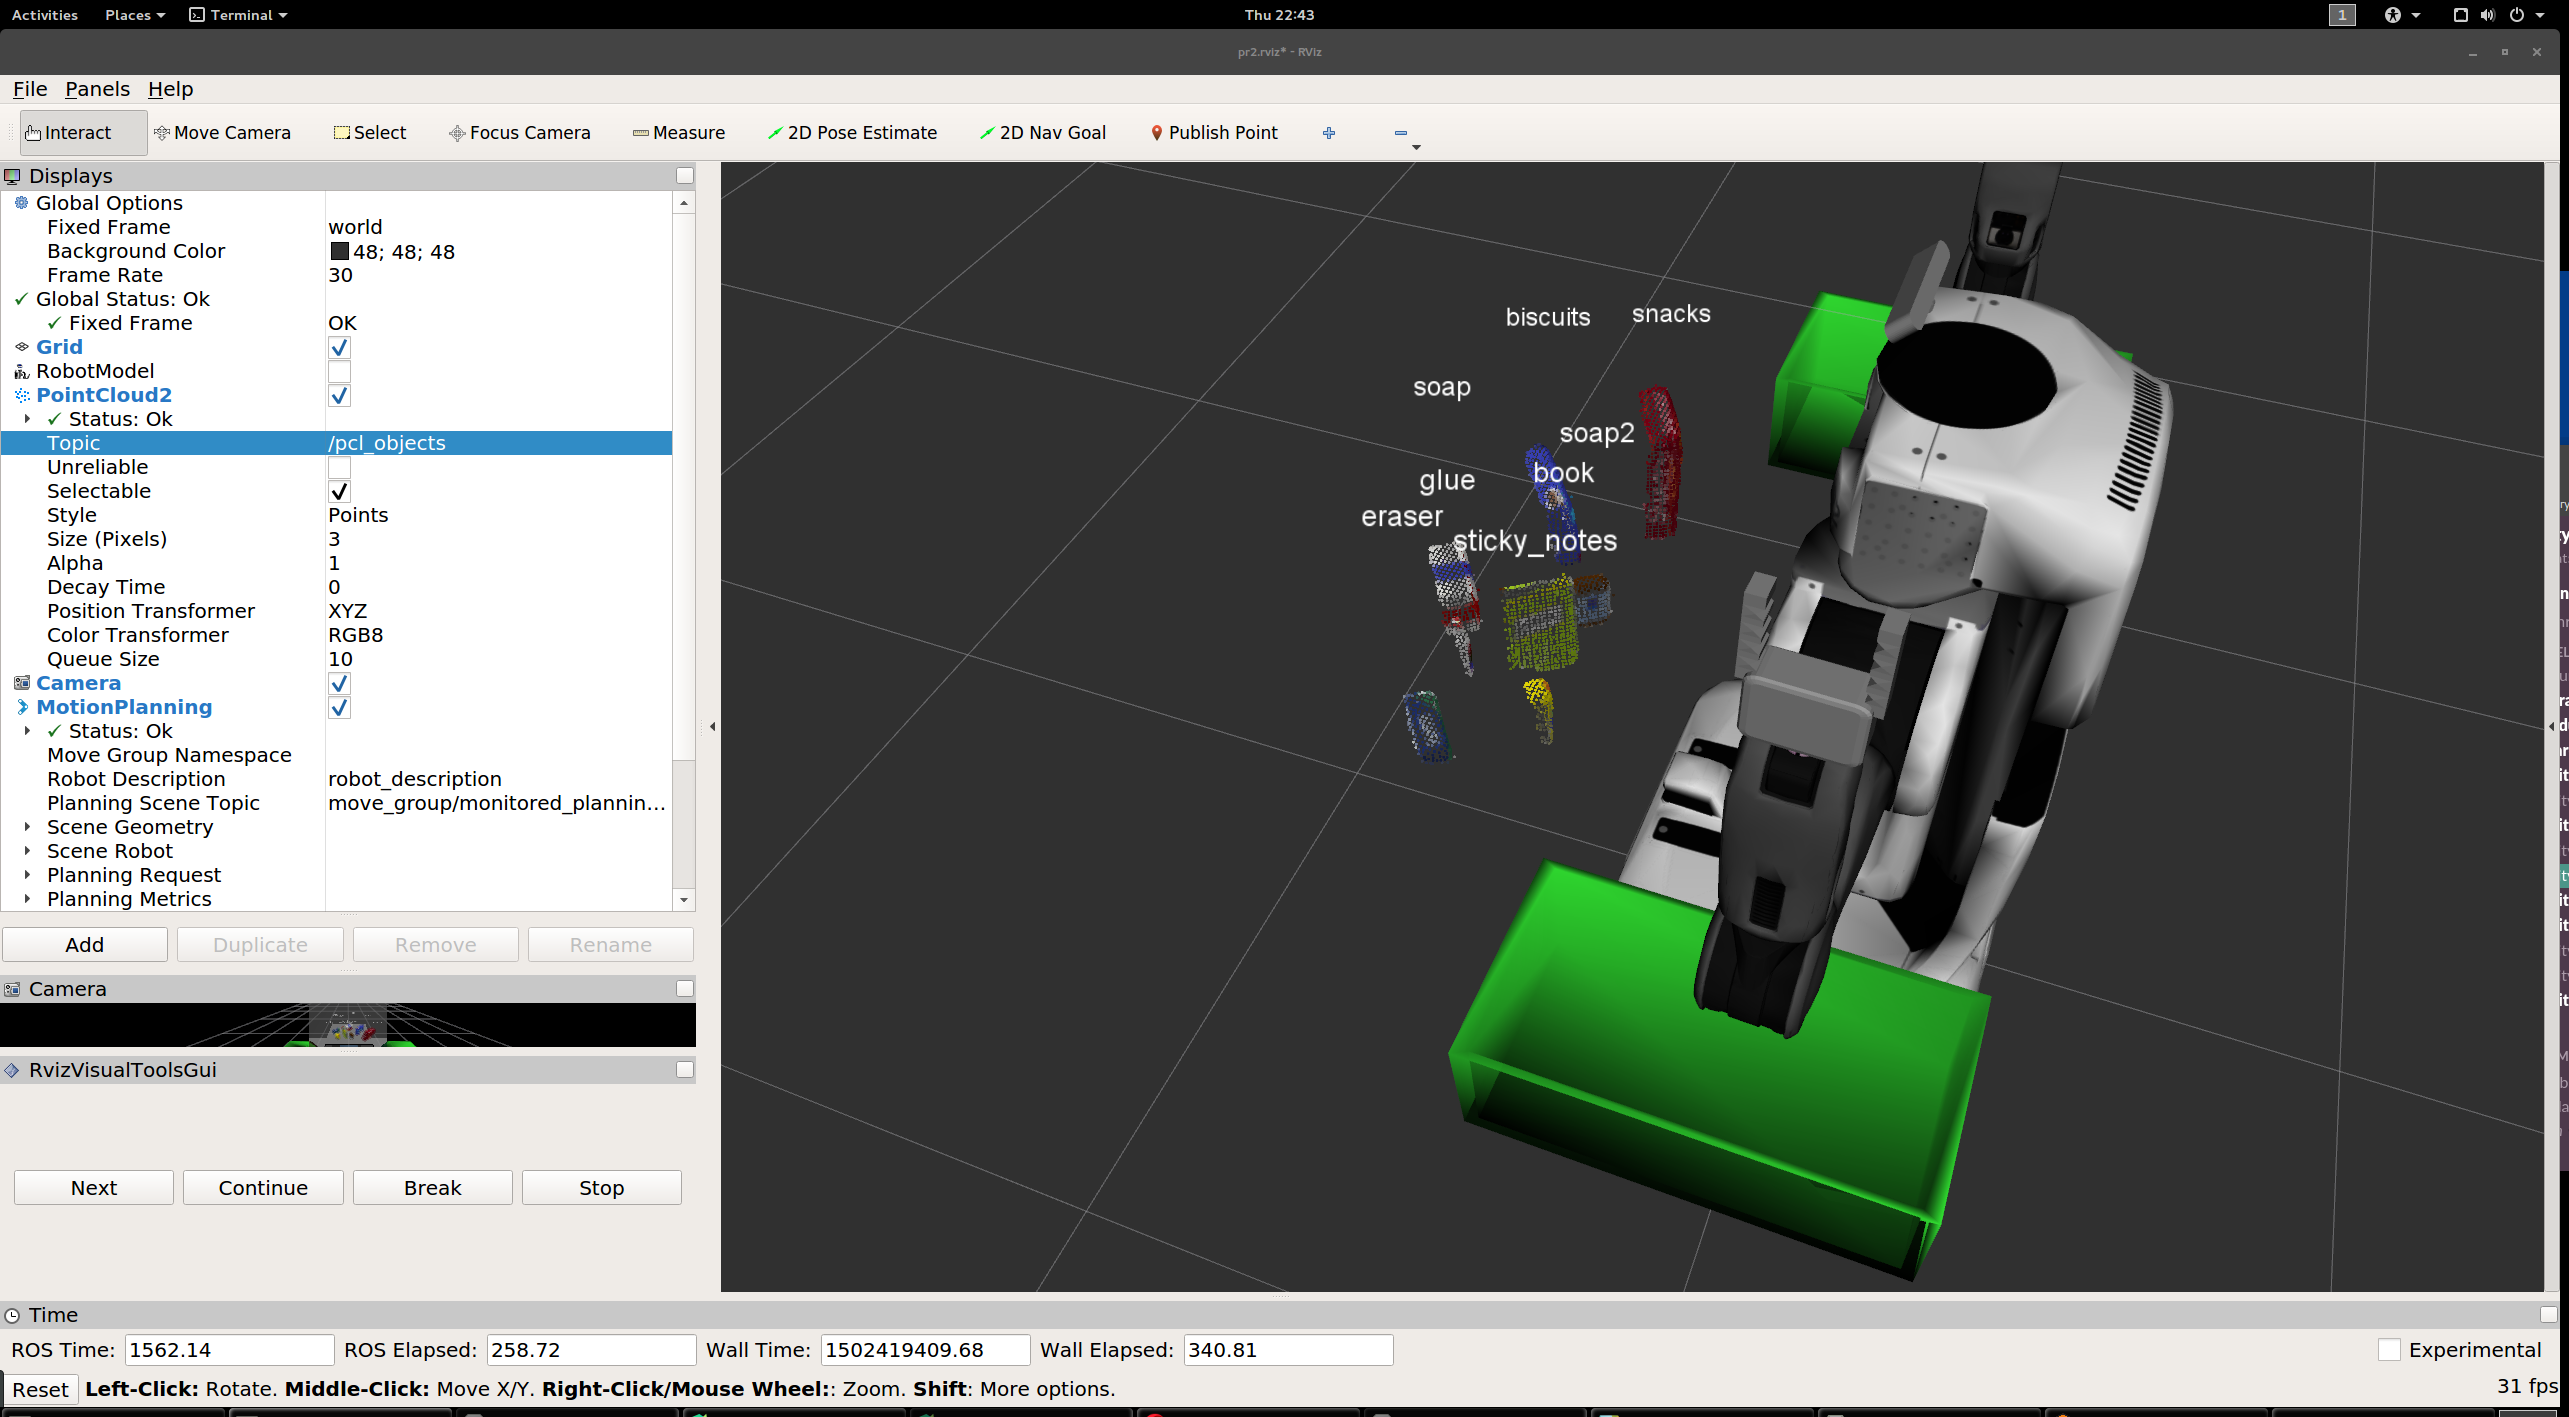 Activities Places Terminal Thu 22:43 1
pr2.rviz* - RViz
File Panels Help
Interact Move Camera Select Focus Camera Measure 2D Pose Estimate 2D Nav Goal Publish Point
Displays
Global Options
Fixed Frame world
Background Color 48; 48; 48
Frame Rate 30
Global Status: Ok
Fixed Frame OK
Grid
RobotModel
PointCloud2
Status: Ok
Topic /pcl_objects
Unreliable
Selectable
Style Points
Size (Pixels) 3
Alpha 1
Decay Time 0
Position Transformer XYZ
Color Transformer RGB8
Queue Size 10
Camera
MotionPlanning
Status: Ok
Move Group Namespace
Robot Description robot_description
Planning Scene Topic move_group/monitored_plannin...
Scene Geometry
Scene Robot
Planning Request
Planning Metrics
Add Duplicate Remove Rename
Camera
RvizVisualToolsGui
Next Continue Break Stop
biscuits snacks
soap
soap2
glue book
eraser
sticky_notes
Time
ROS Time: 1562.14 ROS Elapsed: 258.72 Wall Time: 1502419409.68 Wall Elapsed: 340.81 Experimental
Reset Left-Click: Rotate. Middle-Click: Move X/Y. Right-Click/Mouse Wheel:: Zoom. Shift: More options. 31 fps